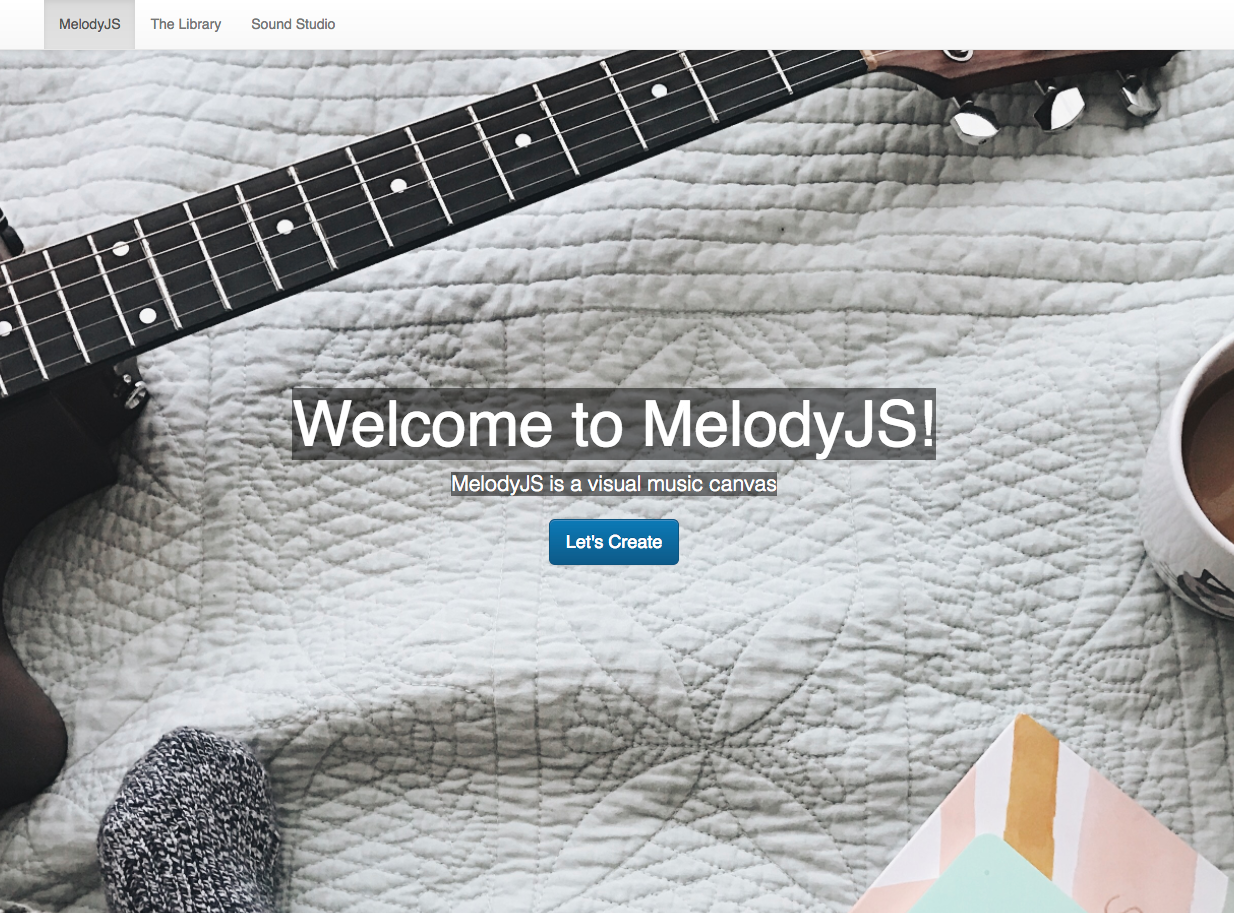 MelodyJS The Library Sound Studio
Welcome to MelodyJS!
MelodyJS is a visual music canvas
Let's Create